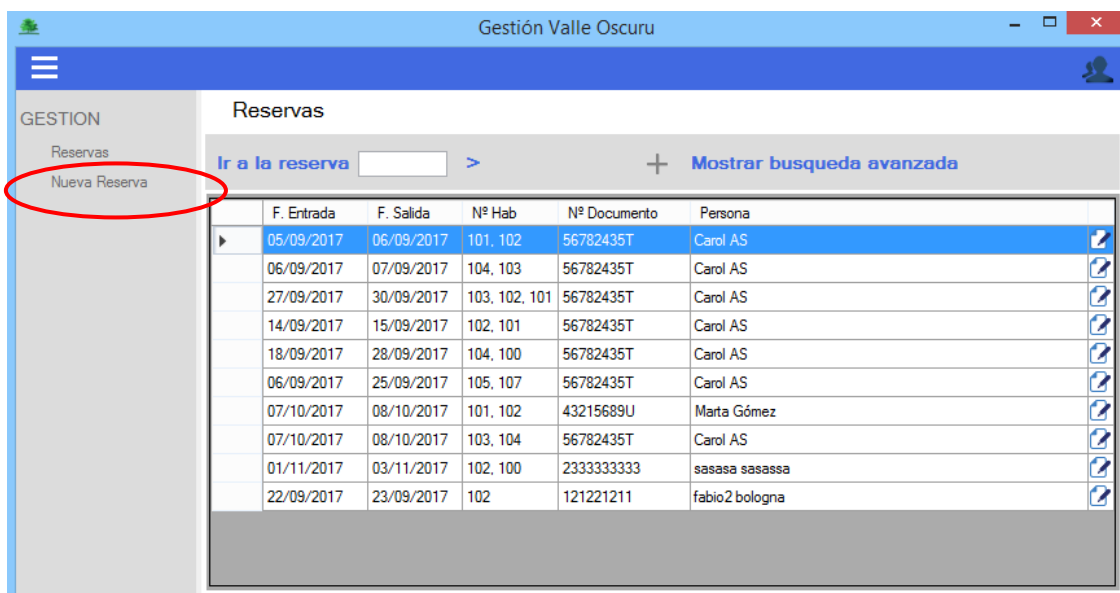 Gestión Valle Oscuru
GESTION
Reservas
Nueva Reserva
Reservas
Ir a la reserva > + Mostrar busqueda avanzada
F. Entrada F. Salida Nº Hab Nº Documento Persona
05/09/2017 06/09/2017 101, 102 56782435T Carol AS
06/09/2017 07/09/2017 104, 103 56782435T Carol AS
27/09/2017 30/09/2017 103, 102, 101 56782435T Carol AS
14/09/2017 15/09/2017 102, 101 56782435T Carol AS
18/09/2017 28/09/2017 104, 100 56782435T Carol AS
06/09/2017 25/09/2017 105, 107 56782435T Carol AS
07/10/2017 08/10/2017 101, 102 43215689U Marta Gómez
07/10/2017 08/10/2017 103, 104 56782435T Carol AS
01/11/2017 03/11/2017 102, 100 2333333333 sasasa sasassa
22/09/2017 23/09/2017 102 121221211 fabio2 bologna